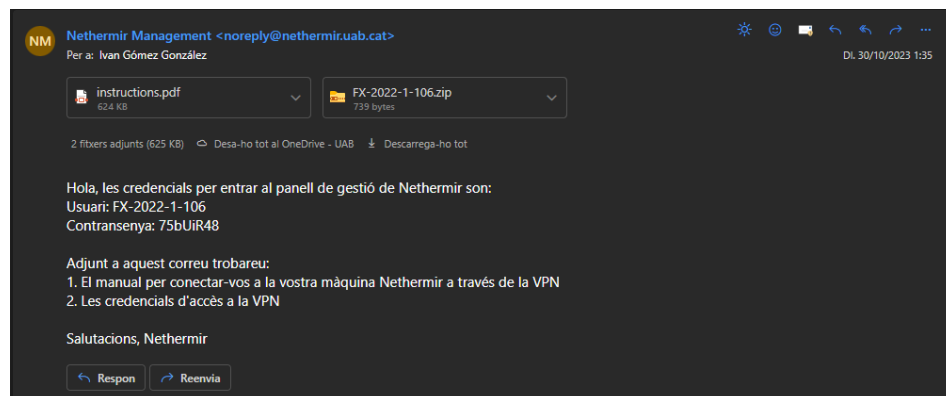 NM
Nethermir Management <noreply@nethermir.uab.cat>
Per a: Ivan Gómez González
Dl. 30/10/2023 1:35
instructions.pdf
624 KB
FX-2022-1-106.zip
739 bytes
2 fitxers adjunts (625 KB) Desa-ho tot al OneDrive - UAB Descarrega-ho tot
Hola, les credencials per entrar al panell de gestió de Nethermir son:
Usuari: FX-2022-1-106
Contransenya: 75bUiR48
Adjunt a aquest correu trobareu:
1. El manual per conectar-vos a la vostra màquina Nethermir a través de la VPN
2. Les credencials d'accès a la VPN
Salutacions, Nethermir
Respon Reenvia